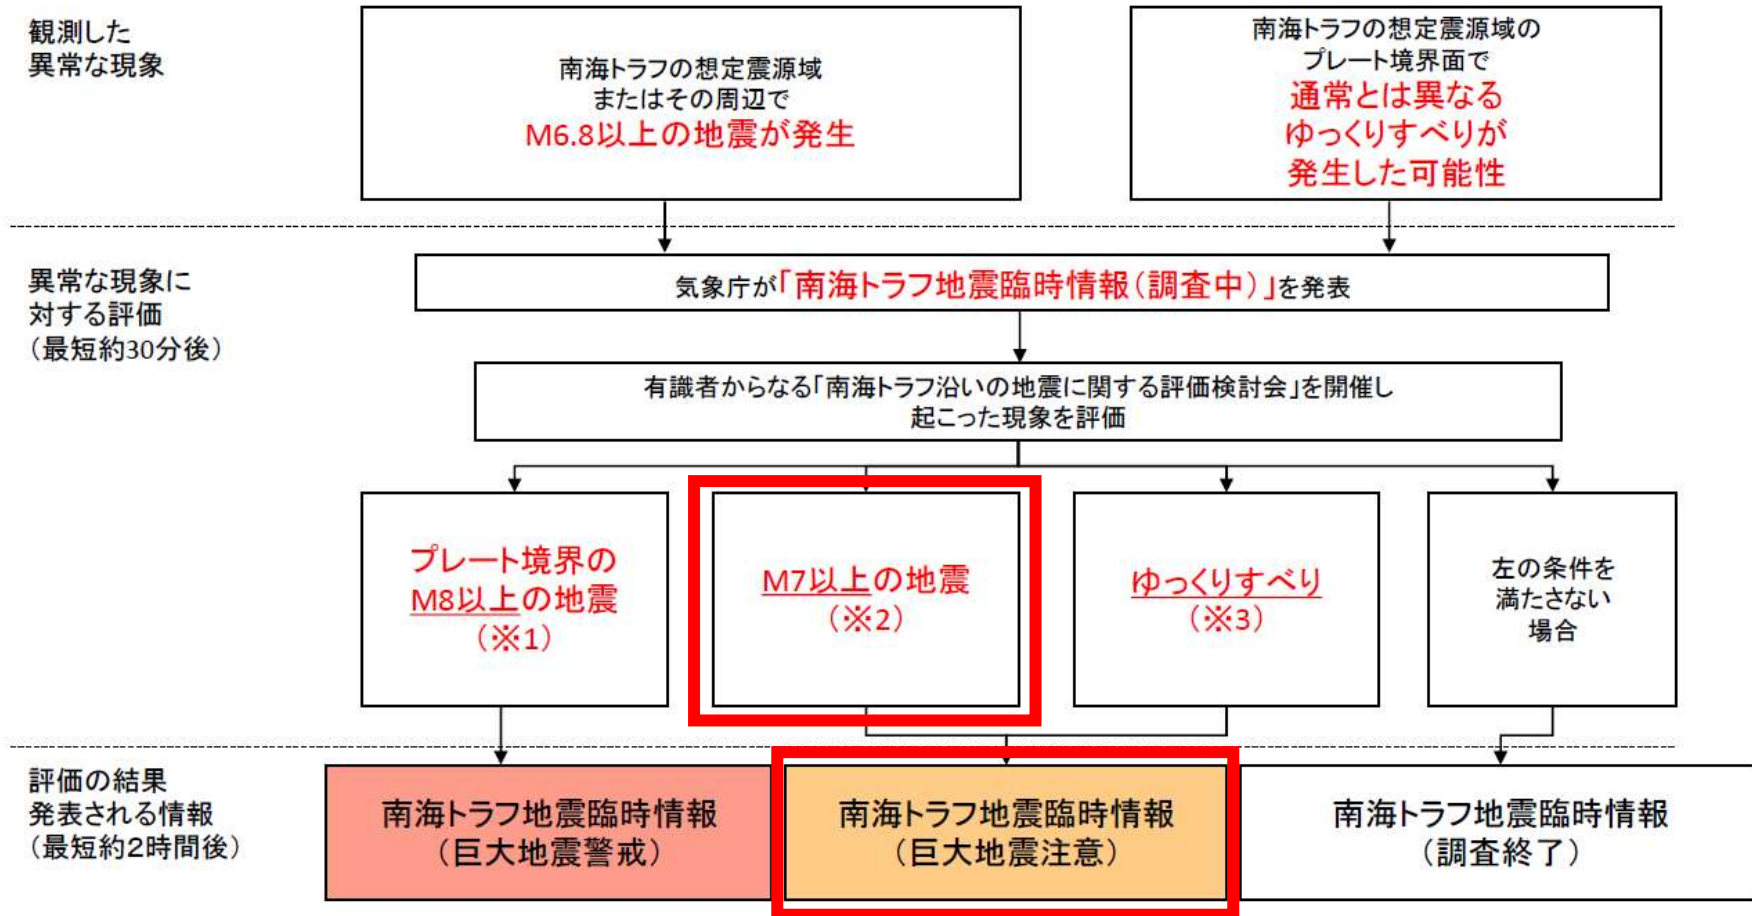 観測した
異常な現象
南海トラフの想定震源域
またはその周辺で
M6.8以上の地震が発生
南海トラフの想定震源域の
プレート境界面で
通常とは異なる
ゆっくりすべりが
発生した可能性
異常な現象に
対する評価
（最短約30分後）
気象庁が「南海トラフ地震臨時情報（調査中）」を発表
有識者からなる「南海トラフ沿いの地震に関する評価検討会」を開催し
起こった現象を評価
プレート境界の
M8以上の地震
（※1）
M7以上の地震
（※2）
ゆっくりすべり
（※3）
左の条件を
満たさない
場合
評価の結果
発表される情報
（最短約2時間後）
南海トラフ地震臨時情報
（巨大地震警戒）
南海トラフ地震臨時情報
（巨大地震注意）
南海トラフ地震臨時情報
（調査終了）